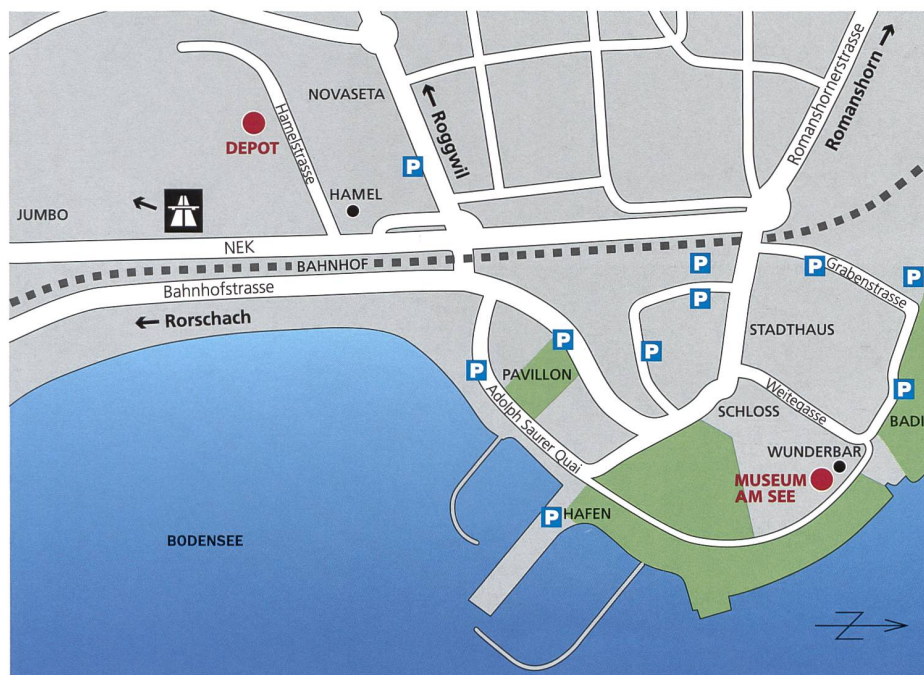 NOVASETA
Hamelstrasse
DEPOT
Roggwil
Romanshornerstrasse
Romanshorn
P
HAMEL
JUMBO
NEK
BAHNHOF
Bahnhofstrasse
Rorschach
P
P
P
Grabenstrasse
P
STADTHAUS
P
P
P
PAVILLON
P
Adolph Saurer Quai
SCHLOSS
Weitegasse
P
BADI
WUNDERBAR
MUSEUM
AM SEE
P
HAFEN
BODENSEE
N